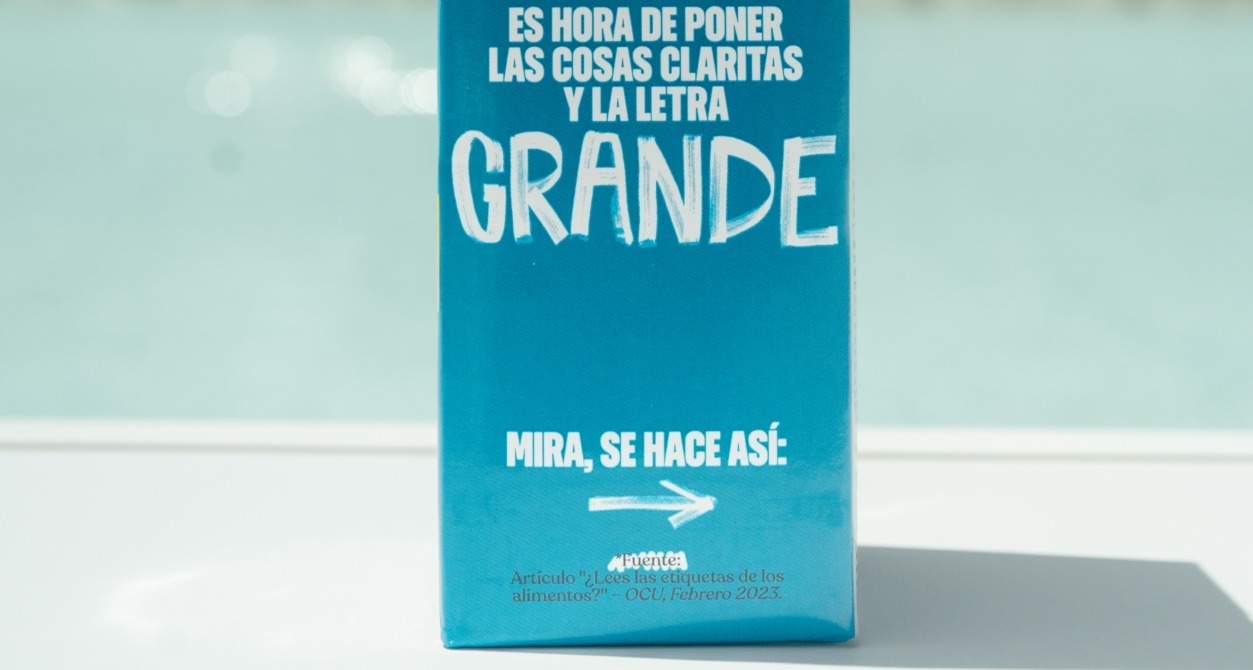 ES HORA DE PONER
LAS COSAS CLARITAS
Y LA LETRA
GRANDE
MIRA, SE HACE ASÍ:
*Fuente:
Artículo "¿Lees las etiquetas de los
alimentos?" – OCU, Febrero 2023.